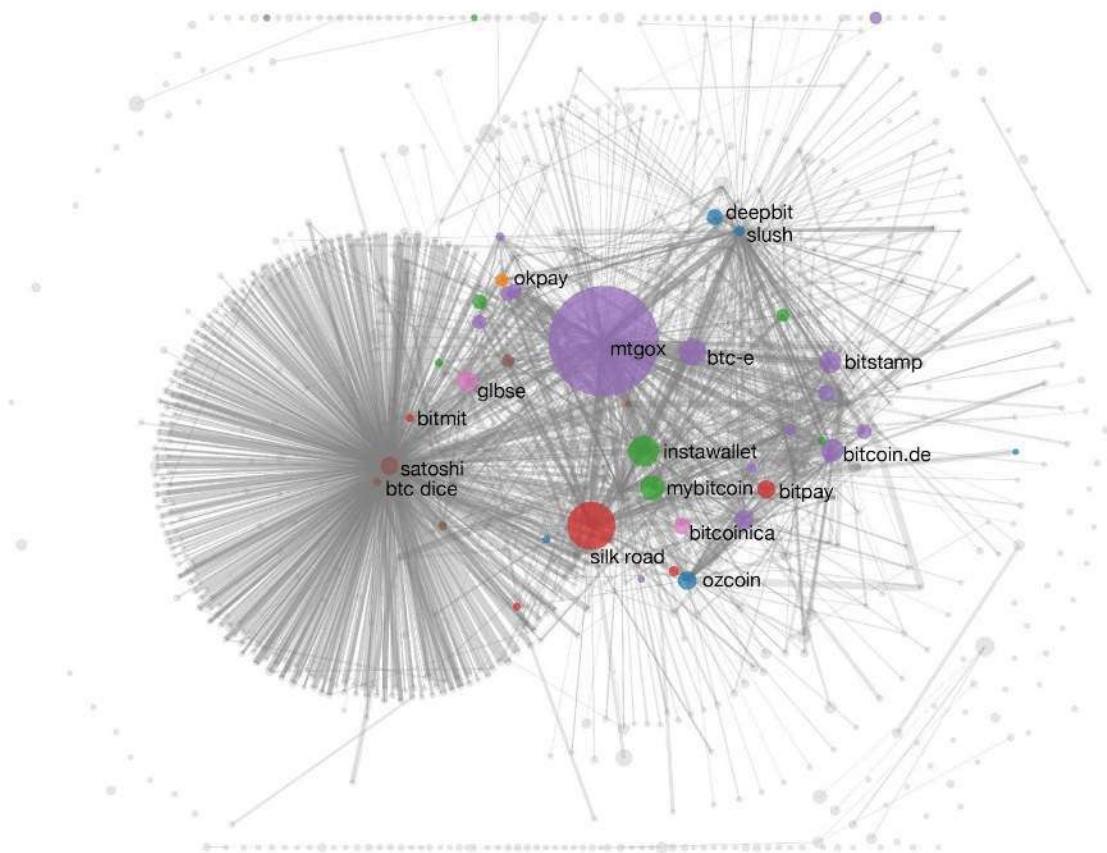 deepbit
slush
okpay
mtgox
btc-e
bitstamp
glbse
bitmit
instawallet
bitcoin.de
satoshi
btc dice
mybitcoin
bitpay
bitcoinica
silk road
ozcoin